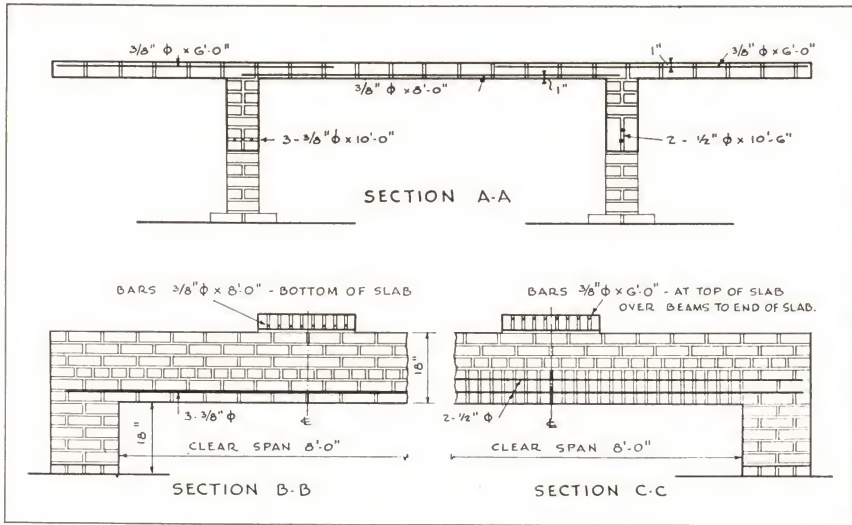 3/8" ϕ x 6'-0"
1"
3/8" ϕ x 6'-0"
3/8" ϕ x 8'-0"
1"
3 - 3/8" ϕ x 10'-0"
2 - 1/2" ϕ x 10'-6"
SECTION A-A
BARS 3/8" ϕ x 8'-0" - BOTTOM OF SLAB
BARS 3/8" ϕ x 6'-0" - AT TOP OF SLAB
OVER BEAMS TO END OF SLAB.
18"
3-3/8" ϕ
2-1/2" ϕ
18"
℄
℄
CLEAR SPAN 8'-0"
CLEAR SPAN 8'-0"
SECTION B-B
SECTION C-C